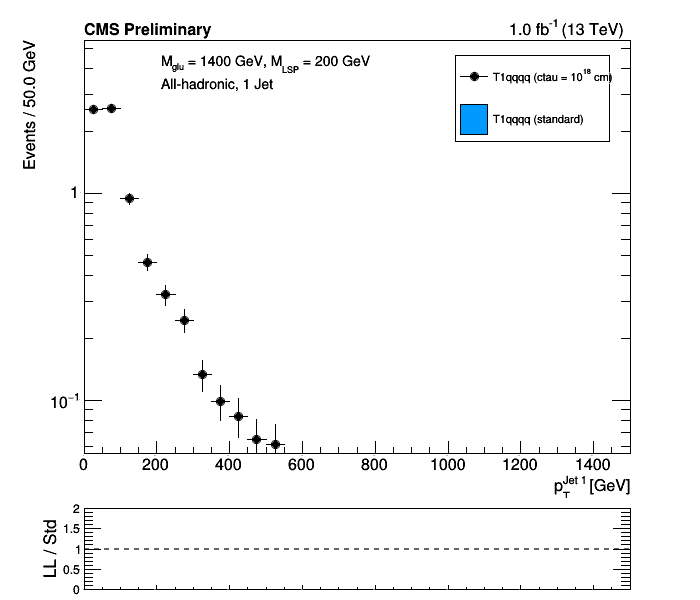 CMS Preliminary 1.0 fb⁻¹ (13 TeV)
M_glu = 1400 GeV, M_LSP = 200 GeV
All-hadronic, 1 Jet
T1qqqq (ctau = 10¹⁸ cm)
T1qqqq (standard)
Events / 50.0 GeV
1
10⁻¹
0 200 400 600 800 1000 1200 1400
p_T^Jet 1 [GeV]
LL / Std
2
1.5
1
0.5
0